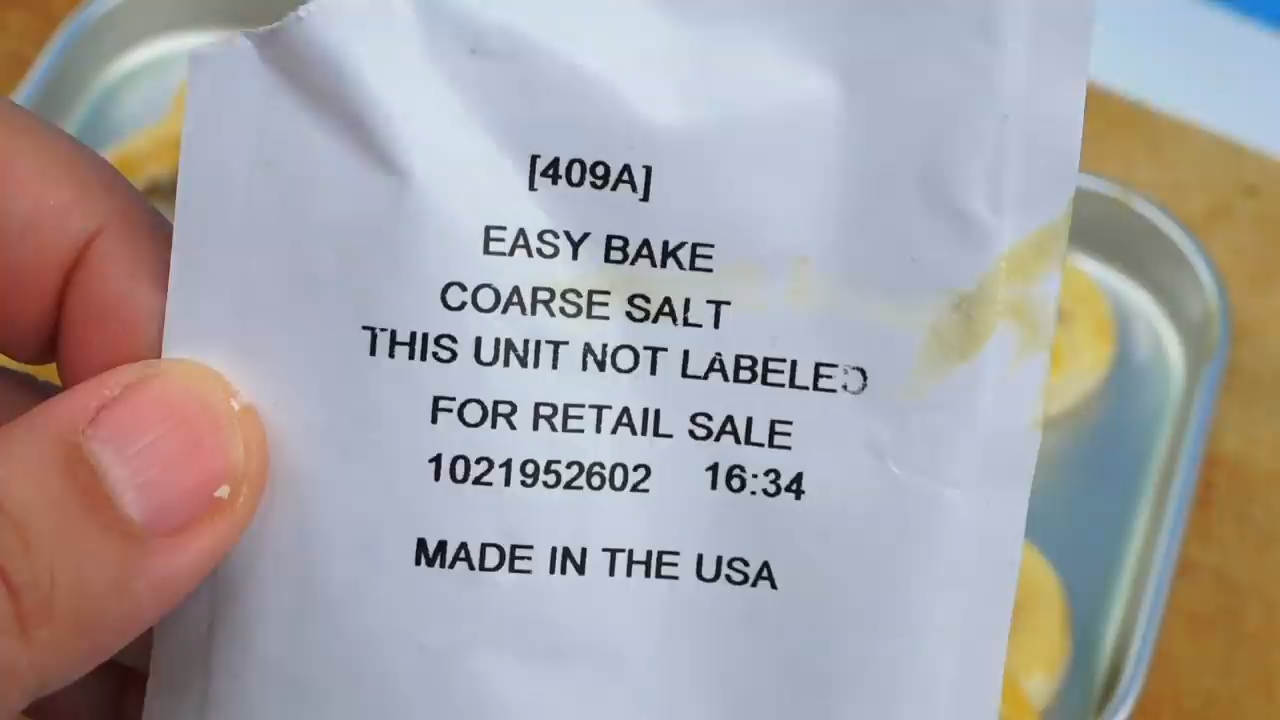 [409A]
EASY BAKE
COARSE SALT
THIS UNIT NOT LABELED
FOR RETAIL SALE
1021952602 16:34
MADE IN THE USA